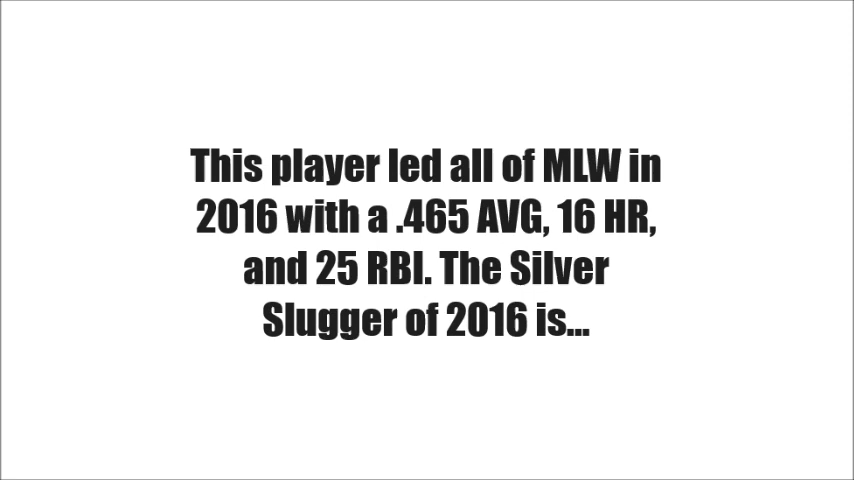 This player led all of MLW in
2016 with a .465 AVG, 16 HR,
and 25 RBI. The Silver
Slugger of 2016 is...